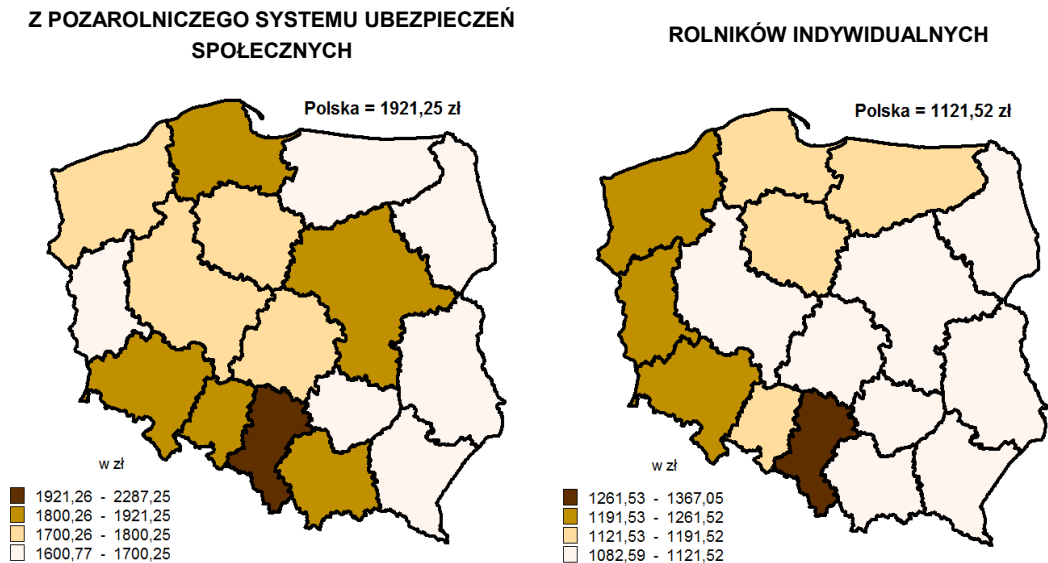 Z POZAROLNICZEGO SYSTEMU UBEZPIECZEŃ
SPOŁECZNYCH
Polska = 1921,25 zł
w zł
1921,26 - 2287,25
1800,26 - 1921,25
1700,26 - 1800,25
1600,77 - 1700,25
ROLNIKÓW INDYWIDUALNYCH
Polska = 1121,52 zł
w zł
1261,53 - 1367,05
1191,53 - 1261,52
1121,53 - 1191,52
1082,59 - 1121,52